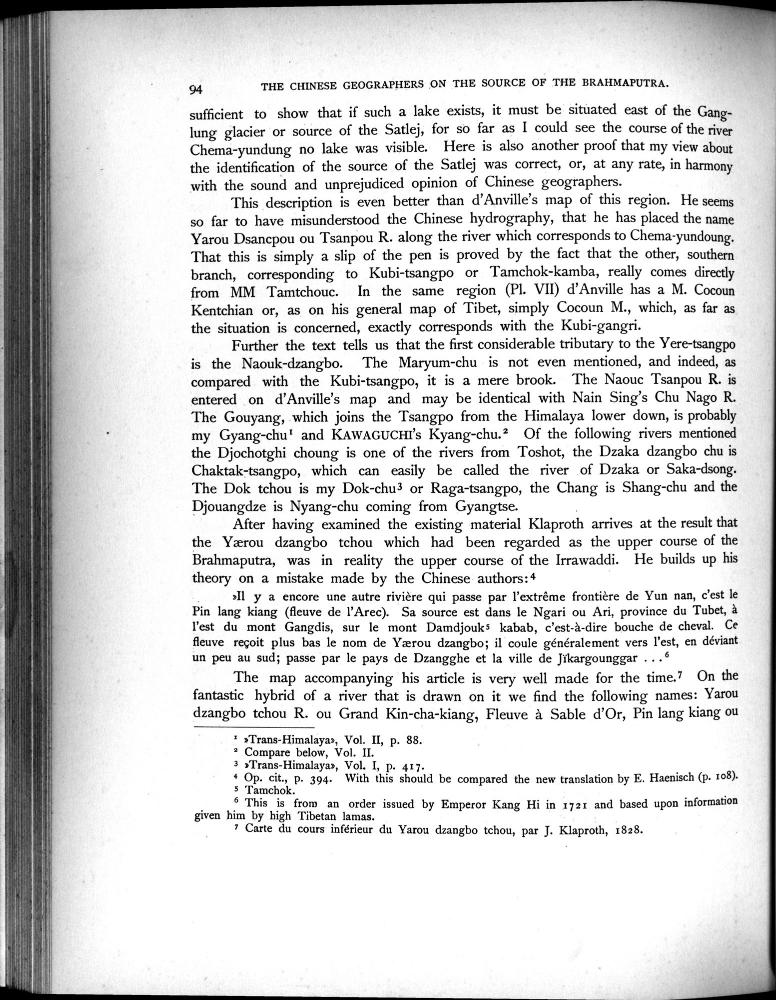 94 THE CHINESE GEOGRAPHERS ON THE SOURCE OF THE BRAHMAPUTRA.
sufficient to show that if such a lake exists, it must be situated east of the Gang-
lung glacier or source of the Satlej, for so far as I could see the course of the river
Chema-yundung no lake was visible. Here is also another proof that my view about
the identification of the source of the Satlej was correct, or, at any rate, in harmony
with the sound and unprejudiced opinion of Chinese geographers.
This description is even better than d'Anville's map of this region. He seems
so far to have misunderstood the Chinese hydrography, that he has placed the name
Yarou Dsancpou ou Tsanpou R. along the river which corresponds to Chema-yundoung.
That this is simply a slip of the pen is proved by the fact that the other, southern
branch, corresponding to Kubi-tsangpo or Tamchok-kamba, really comes directly
from MM Tamtchouc. In the same region (Pl. VII) d'Anville has a M. Cocoun
Kentchian or, as on his general map of Tibet, simply Cocoun M., which, as far as
the situation is concerned, exactly corresponds with the Kubi-gangri.
Further the text tells us that the first considerable tributary to the Yere-tsangpo
is the Naouk-dzangbo. The Maryum-chu is not even mentioned, and indeed, as
compared with the Kubi-tsangpo, it is a mere brook. The Naouc Tsanpou R. is
entered on d'Anville's map and may be identical with Nain Sing's Chu Nago R.
The Gouyang, which joins the Tsangpo from the Himalaya lower down, is probably
my Gyang-chu¹ and KAWAGUCHI's Kyang-chu.² Of the following rivers mentioned
the Djochotghi choung is one of the rivers from Toshot, the Dzaka dzangbo chu is
Chaktak-tsangpo, which can easily be called the river of Dzaka or Saka-dsong.
The Dok tchou is my Dok-chu³ or Raga-tsangpo, the Chang is Shang-chu and the
Djouangdze is Nyang-chu coming from Gyangtse.
After having examined the existing material Klaproth arrives at the result that
the Yærou dzangbo tchou which had been regarded as the upper course of the
Brahmaputra, was in reality the upper course of the Irrawaddi. He builds up his
theory on a mistake made by the Chinese authors:⁴
»Il y a encore une autre rivière qui passe par l'extrême frontière de Yun nan, c'est le
Pin lang kiang (fleuve de l'Arec). Sa source est dans le Ngari ou Ari, province du Tubet, à
l'est du mont Gangdis, sur le mont Damdjouk⁵ kabab, c'est-à-dire bouche de cheval. Ce
fleuve reçoit plus bas le nom de Yærou dzangbo; il coule généralement vers l'est, en déviant
un peu au sud; passe par le pays de Dzangghe et la ville de Jikargounggar ...⁶
The map accompanying his article is very well made for the time.⁷ On the
fantastic hybrid of a river that is drawn on it we find the following names: Yarou
dzangbo tchou R. ou Grand Kin-cha-kiang, Fleuve à Sable d'Or, Pin lang kiang ou
¹ »Trans-Himalaya», Vol. II, p. 88.
² Compare below, Vol. II.
³ »Trans-Himalaya», Vol. I, p. 417.
⁴ Op. cit., p. 394. With this should be compared the new translation by E. Haenisch (p. 108).
⁵ Tamchok.
⁶ This is from an order issued by Emperor Kang Hi in 1721 and based upon information
given him by high Tibetan lamas.
⁷ Carte du cours inférieur du Yarou dzangbo tchou, par J. Klaproth, 1828.